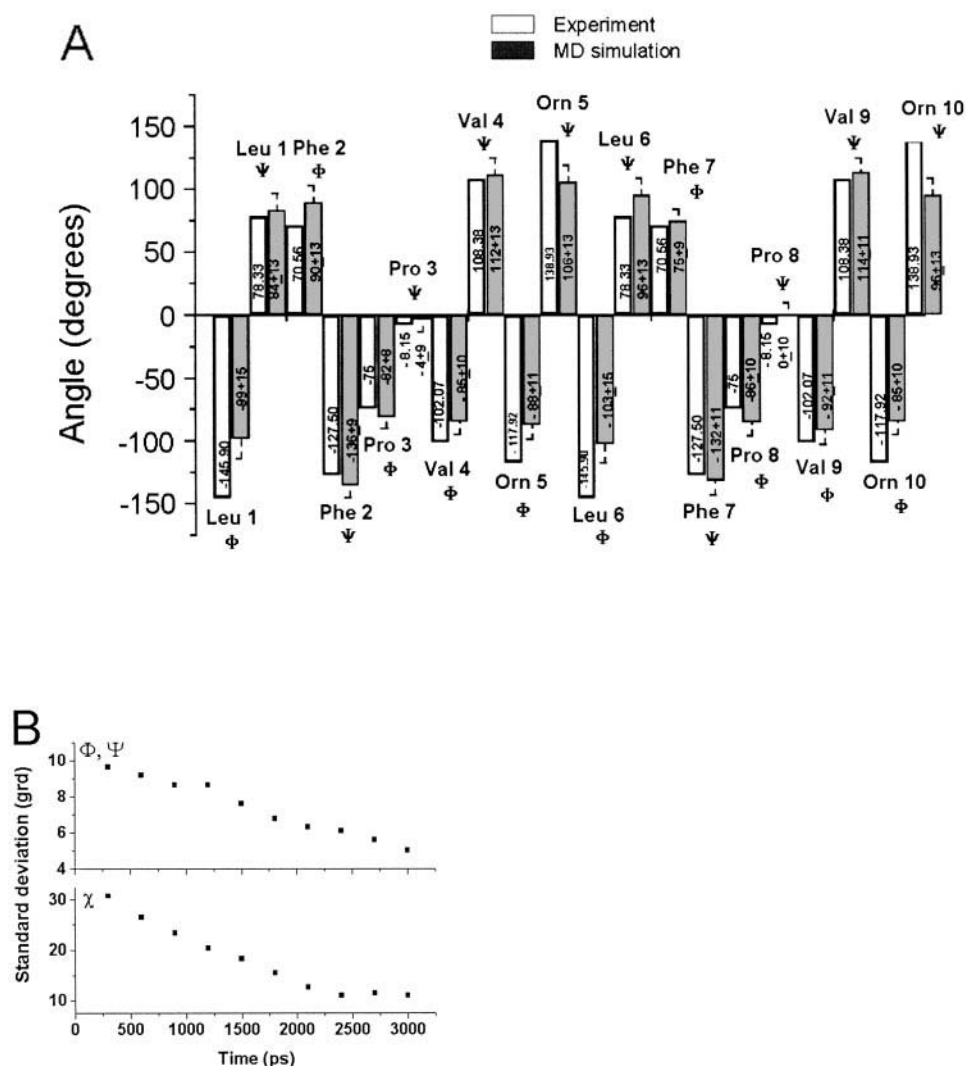 A
Experiment
MD simulation
Angle (degrees)
150
100
50
0
-50
-100
-150
Leu 1
Ψ
Phe 2
Φ
Val 4
Ψ
Orn 5
Ψ
Leu 6
Ψ
Phe 7
Φ
Val 9
Ψ
Orn 10
Ψ
Pro 3
Ψ
Pro 8
Ψ
78.33
84+13
70.56
90+13
108.38
112+13
138.93
106+13
78.33
96+13
70.56
75+9
108.38
114+11
138.93
96+13
-145.90
-99+15
-127.50
-136+9
-75
-82+8
- 8.15
-4+9
-102.07
- 85+10
- 117.92
- 88+11
-145.90
- 103+15
-127.50
- 132+11
-75
-86+10
- 8.15
0+10
-102.07
- 92+11
- 117.92
- 85+10
Leu 1
Φ
Phe 2
Ψ
Pro 3
Φ
Val 4
Φ
Orn 5
Φ
Leu 6
Φ
Phe 7
Ψ
Pro 8
Φ
Val 9
Φ
Orn 10
Φ
B
Standard deviation (grd)
Φ, Ψ
10
8
6
4
χ
30
20
10
0 500 1000 1500 2000 2500 3000
Time (ps)